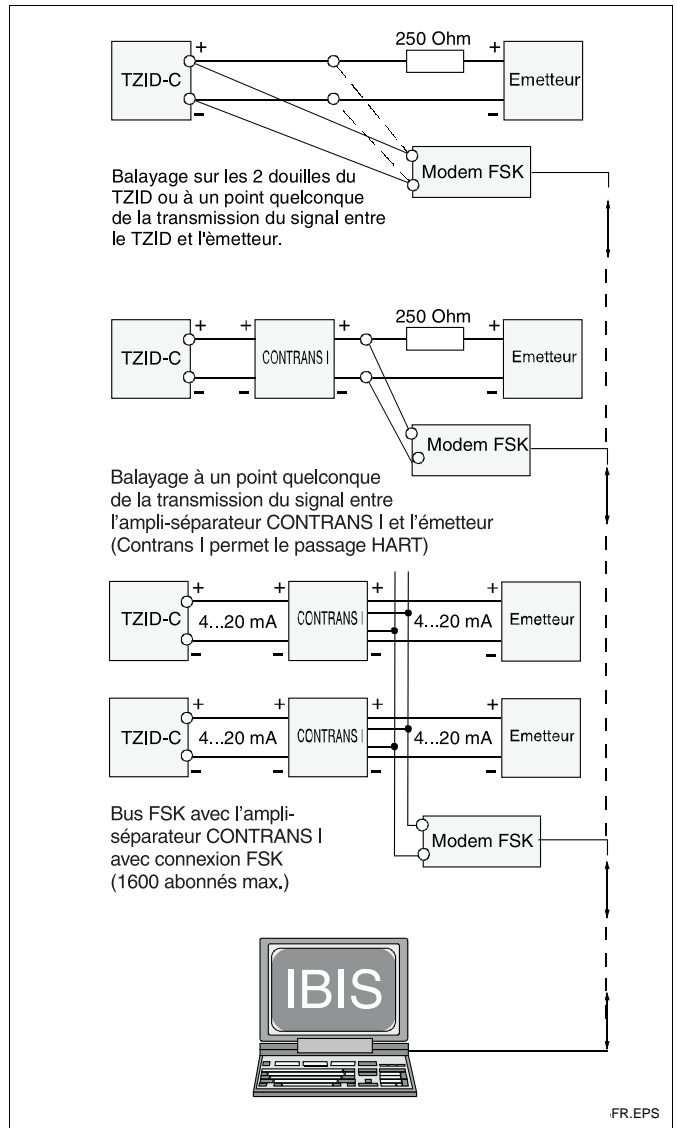 250 Ohm
+ +
TZID-C Emetteur
– –
Modem FSK
Balayage sur les 2 douilles du
TZID ou à un point quelconque
de la transmission du signal entre
le TZID et l'èmetteur.
250 Ohm
+ + + +
TZID-C CONTRANS I Emetteur
– – – –
Modem FSK
Balayage à un point quelconque
de la transmission du signal entre
l'ampli-séparateur CONTRANS I et l'émetteur
(Contrans I permet le passage HART)
+ + + +
TZID-C 4...20 mA CONTRANS I 4...20 mA Emetteur
– – – –
+ + + +
TZID-C 4...20 mA CONTRANS I 4...20 mA Emetteur
– – – –
Bus FSK avec l'ampli-
séparateur CONTRANS I
avec connexion FSK
(1600 abonnés max.)
Modem FSK
IBIS
FR.EPS